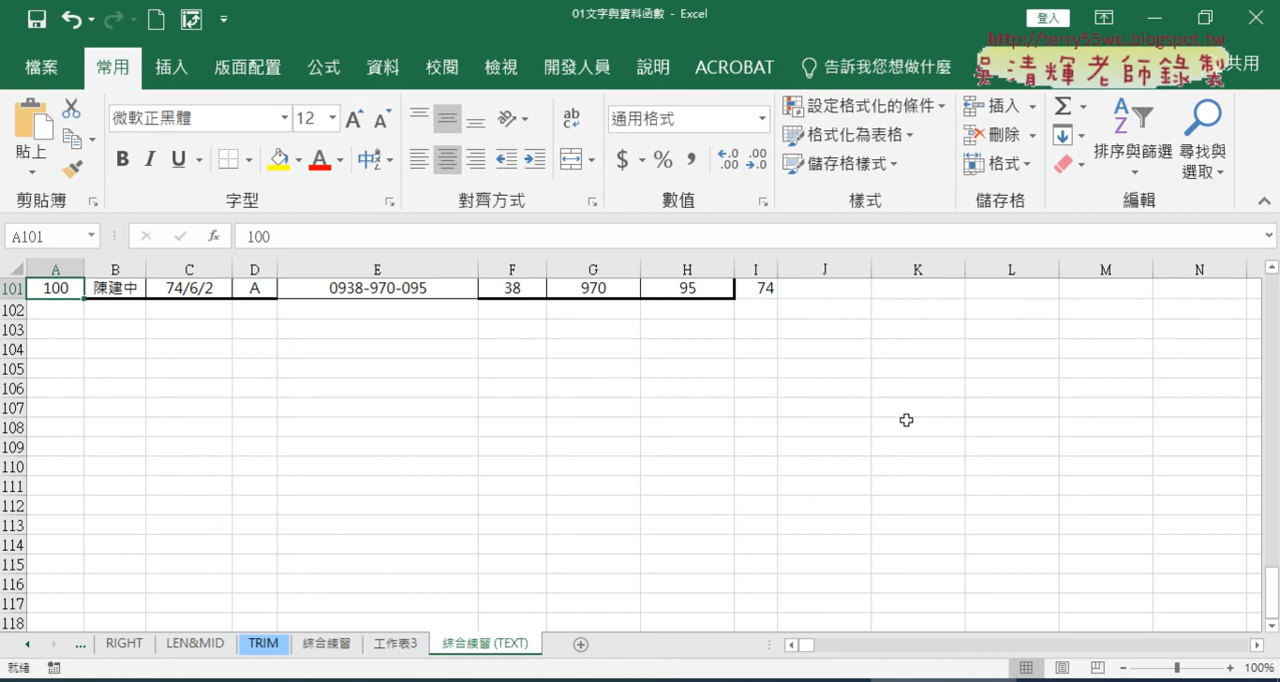 01文字與資料函數 - Excel
登入
http://terry55wu.blogspot.tw
吳清輝老師錄製
檔案 常用 插入 版面配置 公式 資料 校閱 檢視 開發人員 說明 ACROBAT 告訴我您想做什麼 共用
貼上
微軟正黑體 12
B I U A 中 ab c
通用格式
$ % , .00 .0
設定格式化的條件
格式化為表格
儲存格樣式
插入
刪除
格式
排序與篩選 尋找與選取
剪貼簿 字型 對齊方式 數值 樣式 儲存格 編輯
A101 fx 100
A B C D E F G H I J K L M N
101 100 陳建中 74/6/2 A 0938-970-095 38 970 95 74
102
103
104
105
106
107
108
109
110
111
112
113
114
115
116
117
118
... RIGHT LEN&MID TRIM 綜合練習 工作表3 綜合練習 (TEXT)
就緒 100%